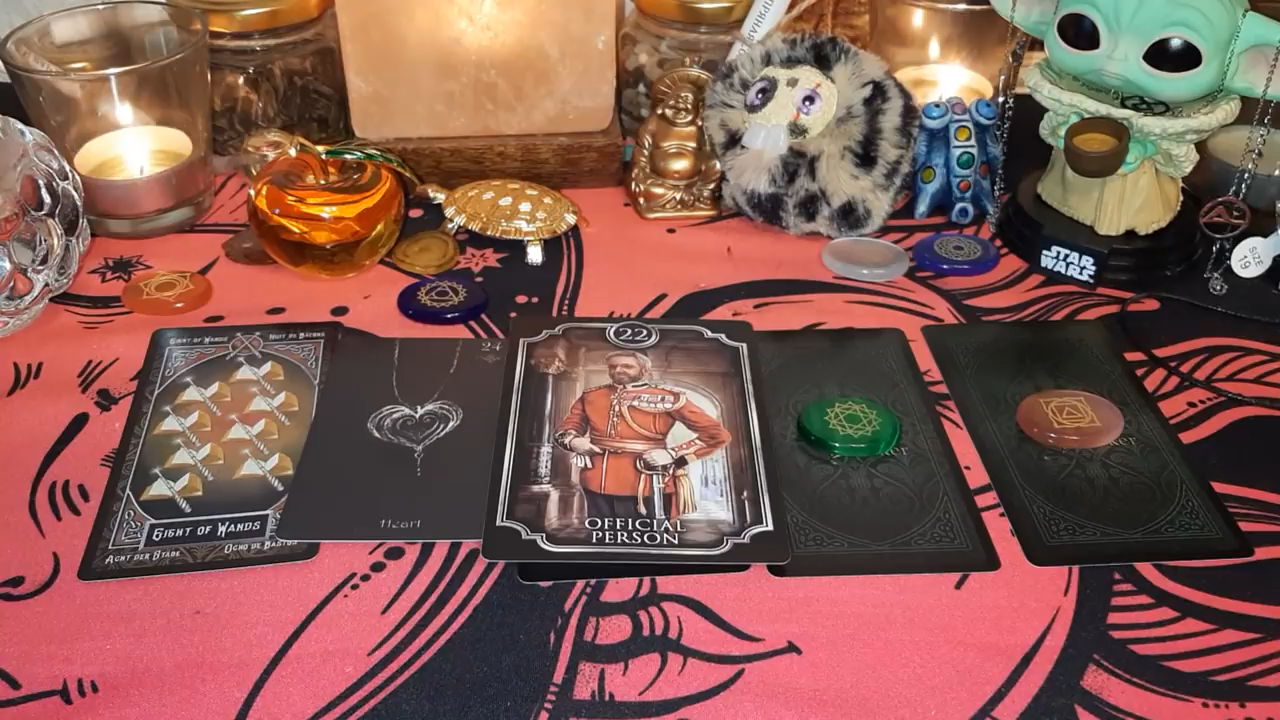 ПРЯНАЯ
STAR
WARS
SIZE
19
EIGHT OF WANDS
HUIT DE BATONS
EIGHT OF WANDS
ACHT DER STÄBE
OCHO DE BASTOS
24
Heart
22
OFFICIAL
PERSON